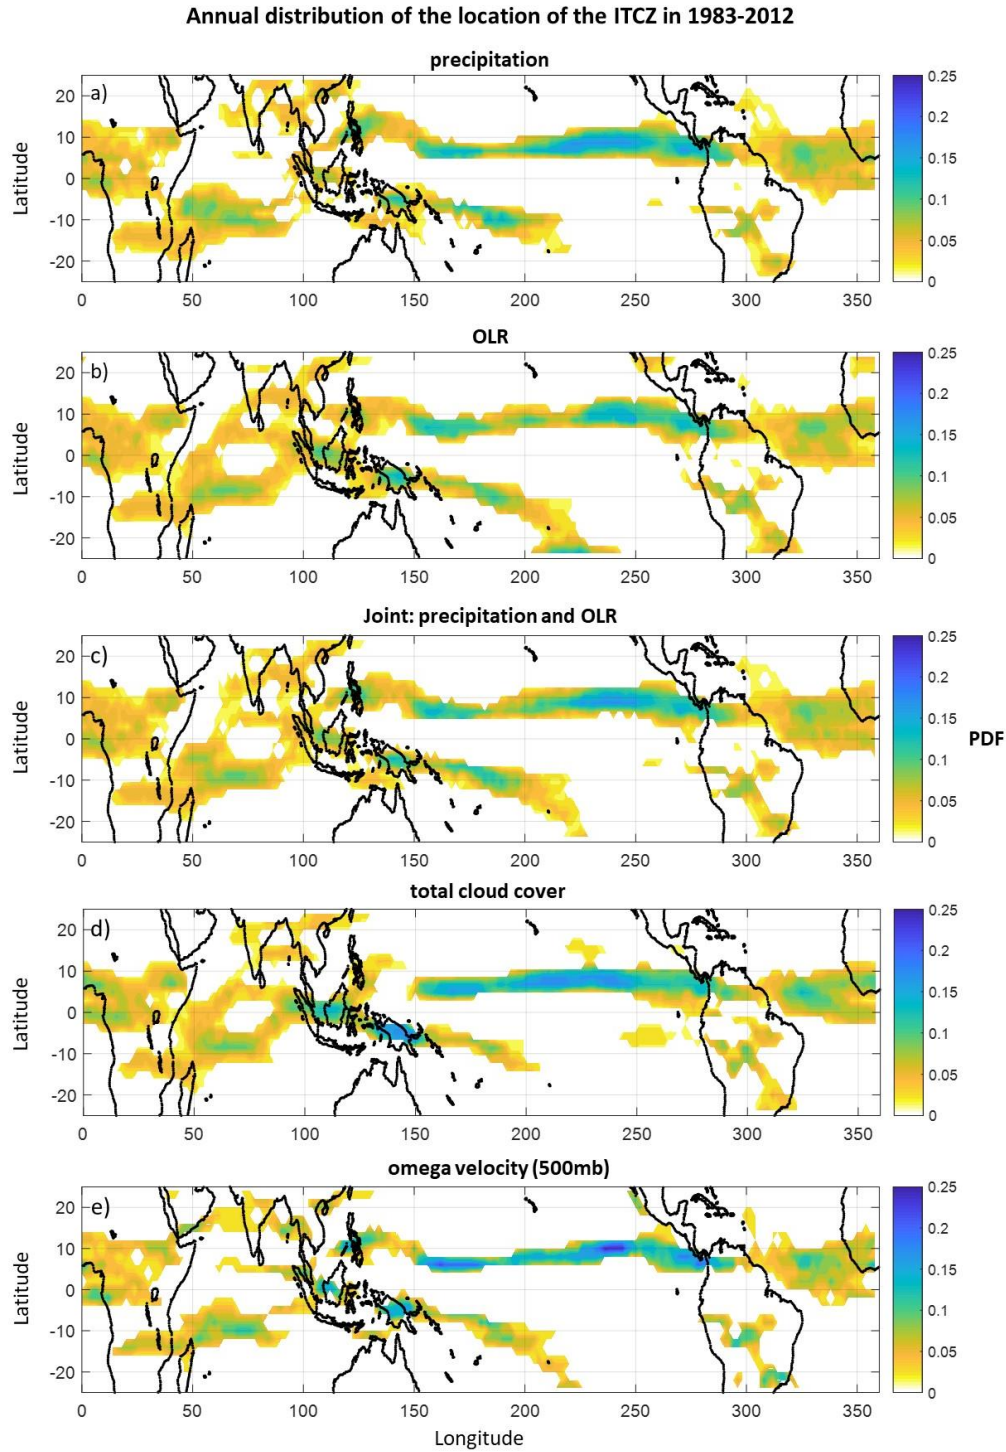 Annual distribution of the location of the ITCZ in 1983-2012
precipitation
a)
20
10
0
-10
-20
Latitude
0 50 100 150 200 250 300 350
0.25
0.2
0.15
0.1
0.05
0
OLR
b)
20
10
0
-10
-20
Latitude
0 50 100 150 200 250 300 350
0.25
0.2
0.15
0.1
0.05
0
Joint: precipitation and OLR
c)
20
10
0
-10
-20
Latitude
0 50 100 150 200 250 300 350
0.25
0.2
0.15
0.1
0.05
0
PDF
total cloud cover
d)
20
10
0
-10
-20
Latitude
0 50 100 150 200 250 300 350
0.25
0.2
0.15
0.1
0.05
0
omega velocity (500mb)
e)
20
10
0
-10
-20
Latitude
0 50 100 150 200 250 300 350
0.25
0.2
0.15
0.1
0.05
0
Longitude